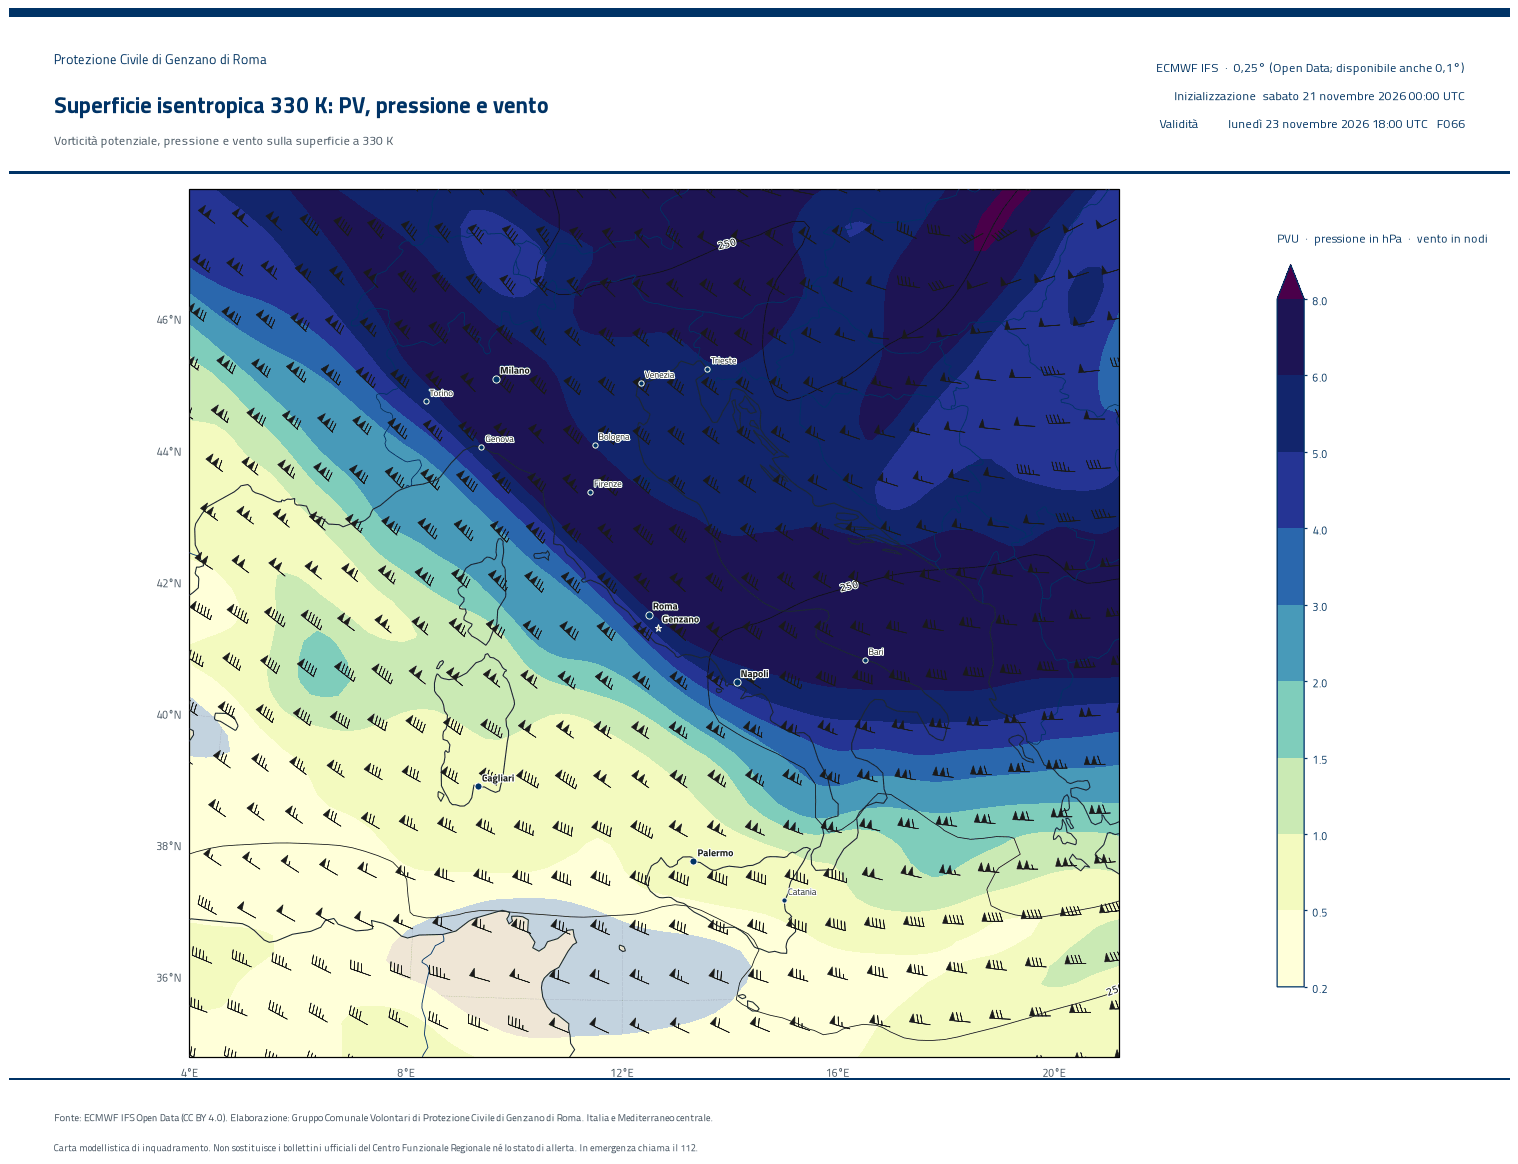 Protezione Civile di Genzano di Roma
Superficie isentropica 330 K: PV, pressione e vento
Vorticità potenziale, pressione e vento sulla superficie a 330 K
ECMWF IFS · 0,25° (Open Data; disponibile anche 0,1°)
Inizializzazione sabato 21 novembre 2026 00:00 UTC
Validità lunedì 23 novembre 2026 18:00 UTC F066
PVU · pressione in hPa · vento in nodi
8.0
6.0
5.0
4.0
3.0
2.0
1.5
1.0
0.5
0.2
46°N
44°N
42°N
40°N
38°N
36°N
4°E
8°E
12°E
16°E
20°E
250
Trieste
Milano
Venezia
Torino
Genova
Bologna
Firenze
250
Roma
Genzano
Bari
Napoli
Cagliari
Palermo
Catania
25
Fonte: ECMWF IFS Open Data (CC BY 4.0). Elaborazione: Gruppo Comunale Volontari di Protezione Civile di Genzano di Roma. Italia e Mediterraneo centrale.
Carta modellistica di inquadramento. Non sostituisce i bollettini ufficiali del Centro Funzionale Regionale né lo stato di allerta. In emergenza chiama il 112.